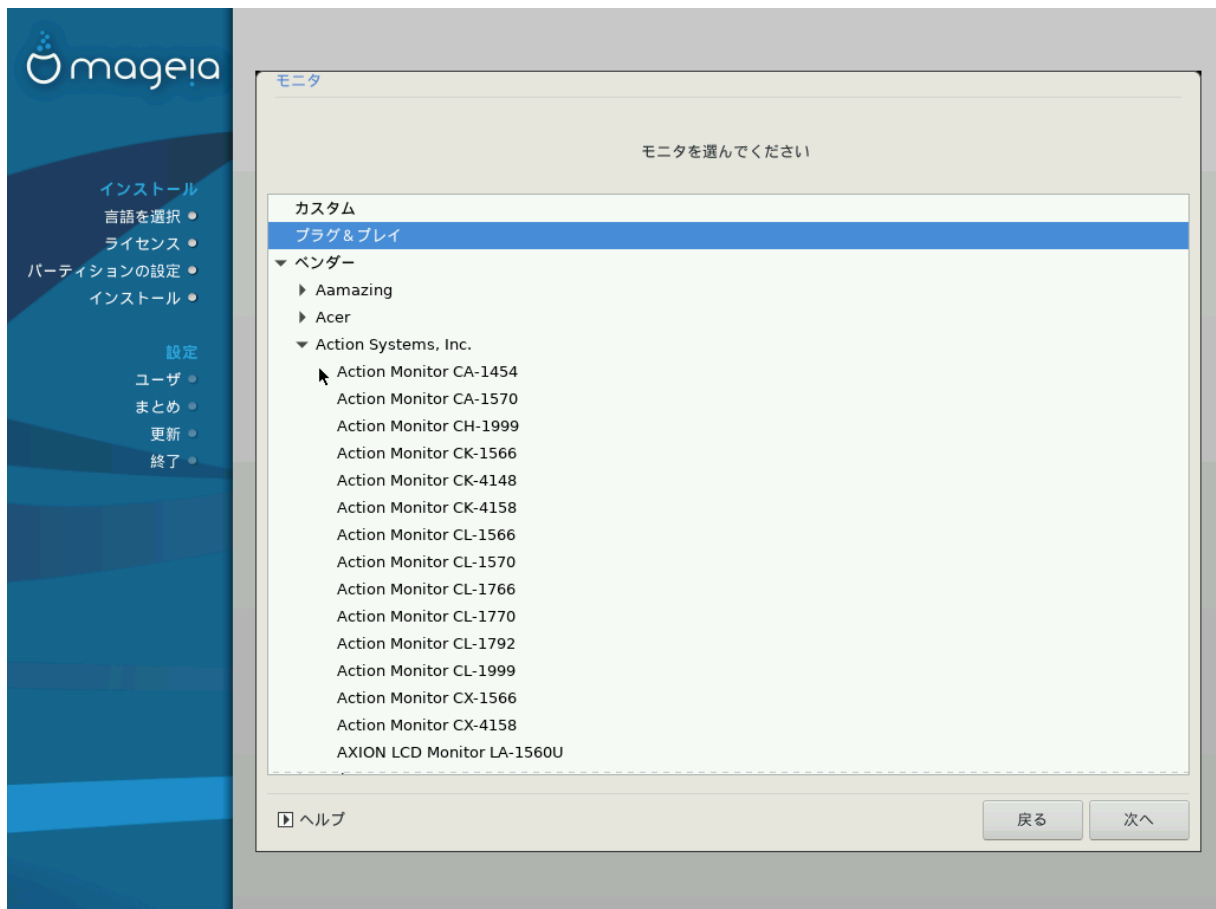 mageia
インストール
言語を選択
ライセンス
パーティションの設定
インストール
設定
ユーザ
まとめ
更新
終了
モニタ
モニタを選んでください
カスタム
プラグ＆プレイ
ベンダー
Aamazing
Acer
Action Systems, Inc.
Action Monitor CA-1454
Action Monitor CA-1570
Action Monitor CH-1999
Action Monitor CK-1566
Action Monitor CK-4148
Action Monitor CK-4158
Action Monitor CL-1566
Action Monitor CL-1570
Action Monitor CL-1766
Action Monitor CL-1770
Action Monitor CL-1792
Action Monitor CL-1999
Action Monitor CX-1566
Action Monitor CX-4158
AXION LCD Monitor LA-1560U
ヘルプ
戻る
次へ